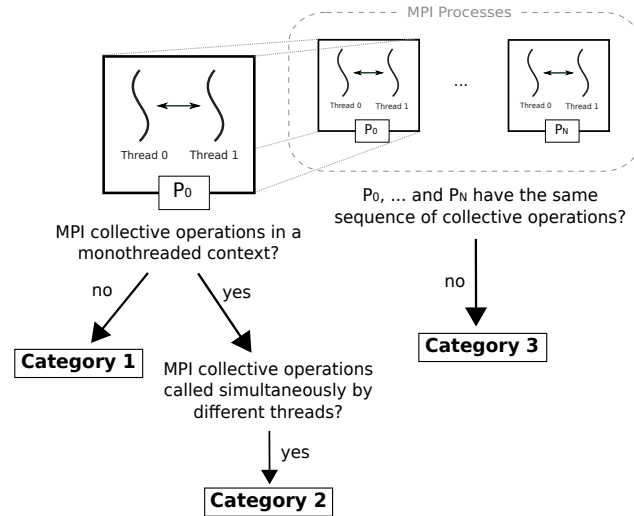 MPI Processes
Thread 0
Thread 1
P0
Thread 0
Thread 1
P0
...
Thread 0
Thread 1
PN
MPI collective operations in a
monothreaded context?
no
yes
Category 1
MPI collective operations
called simultaneously by
different threads?
yes
Category 2
P0, ... and PN have the same
sequence of collective operations?
no
Category 3